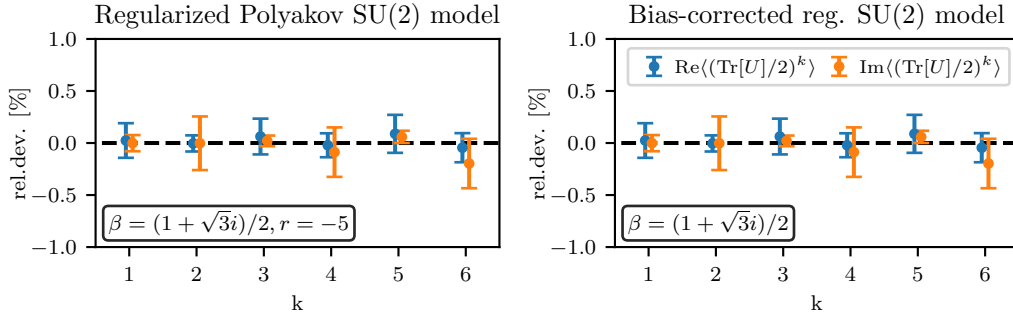 Regularized Polyakov SU(2) model
1.0
0.5
0.0
−0.5
−1.0
rel.dev. [%]
β = (1 + √3i)/2, r = −5
1 2 3 4 5 6
k
Bias-corrected reg. SU(2) model
1.0
0.5
0.0
−0.5
−1.0
rel.dev. [%]
Re⟨(Tr[U]/2)^k⟩ Im⟨(Tr[U]/2)^k⟩
β = (1 + √3i)/2
1 2 3 4 5 6
k